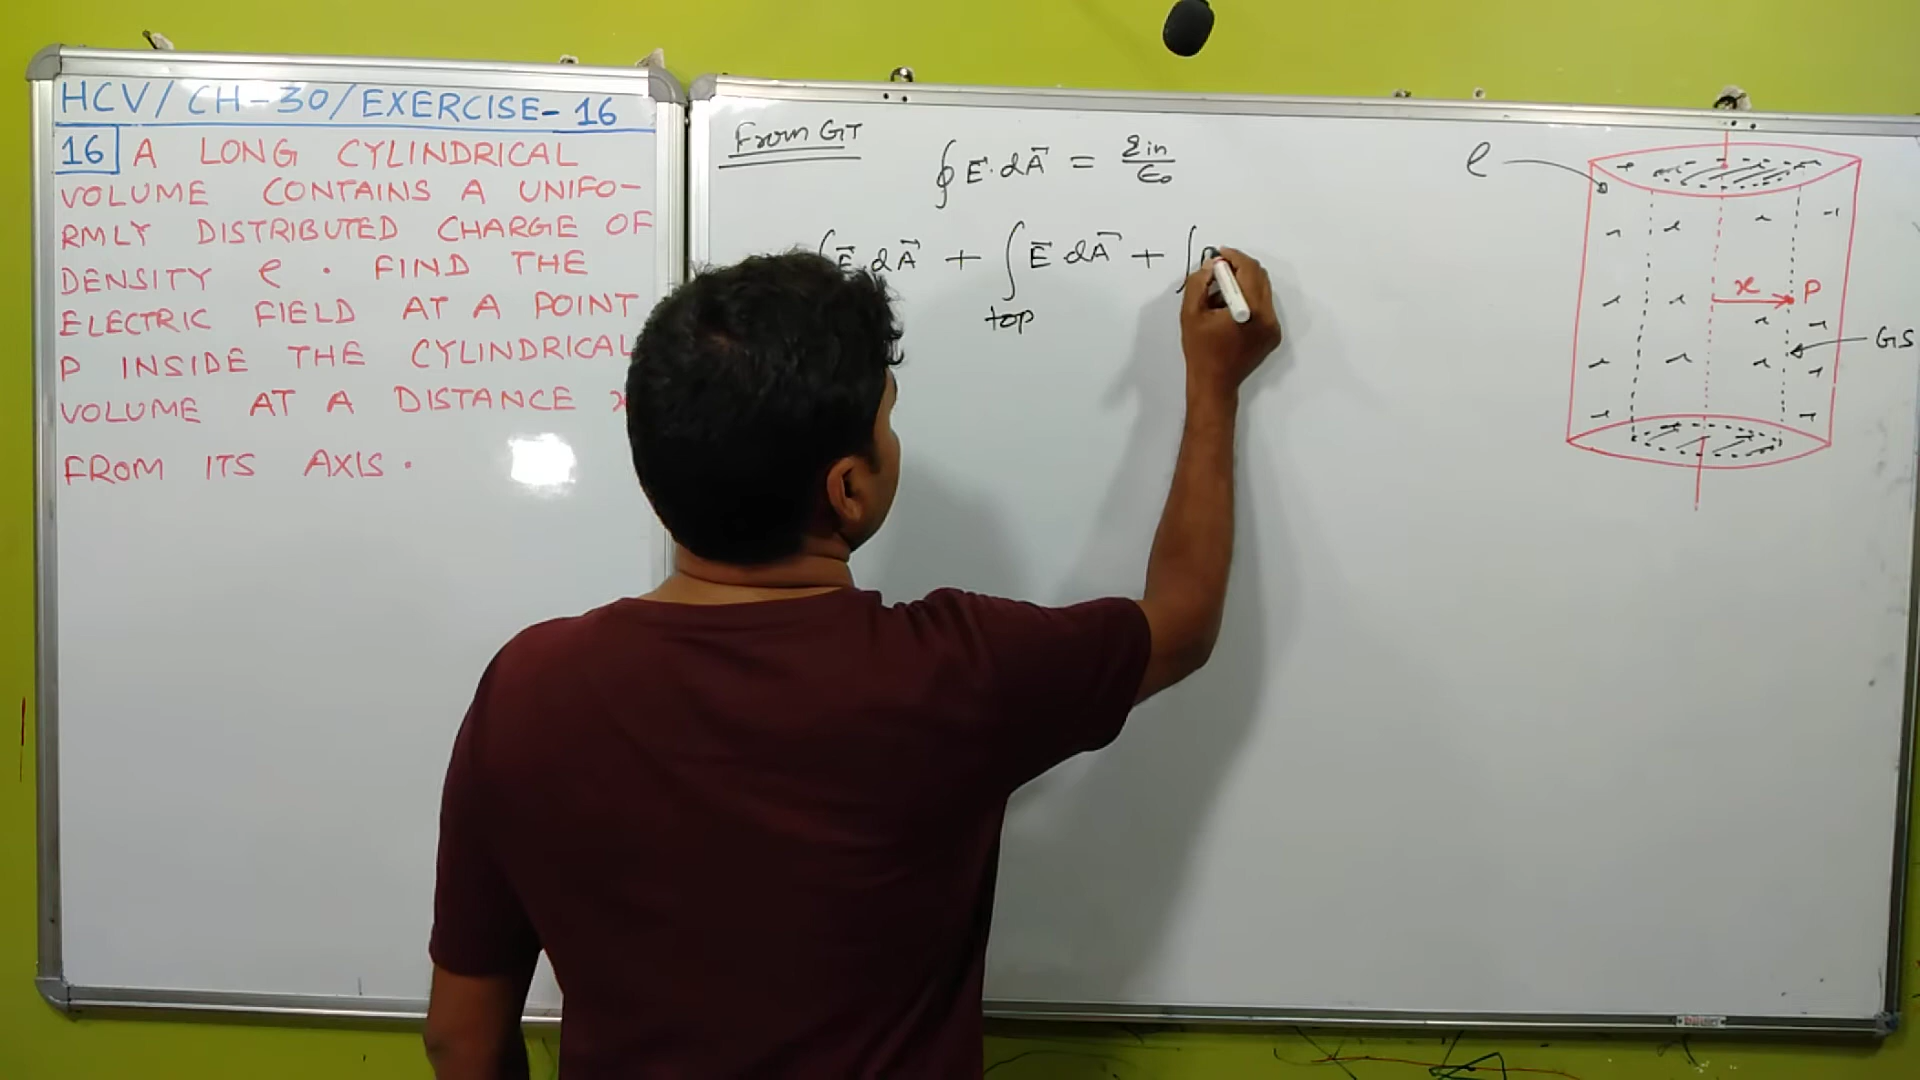 HCV/CH-30/EXERCISE-16
16 A LONG CYLINDRICAL
VOLUME CONTAINS A UNIFO-
RMLY DISTRIBUTED CHARGE OF
DENSITY ρ. FIND THE
ELECTRIC FIELD AT A POINT
P INSIDE THE CYLINDRICAL
VOLUME AT A DISTANCE x
FROM ITS AXIS.
From GT
∮ E⃗·dA⃗ = qin/ε₀
∫ E⃗ dA⃗ + ∫ E⃗ dA⃗ + ∫
top
ρ
x P
GS